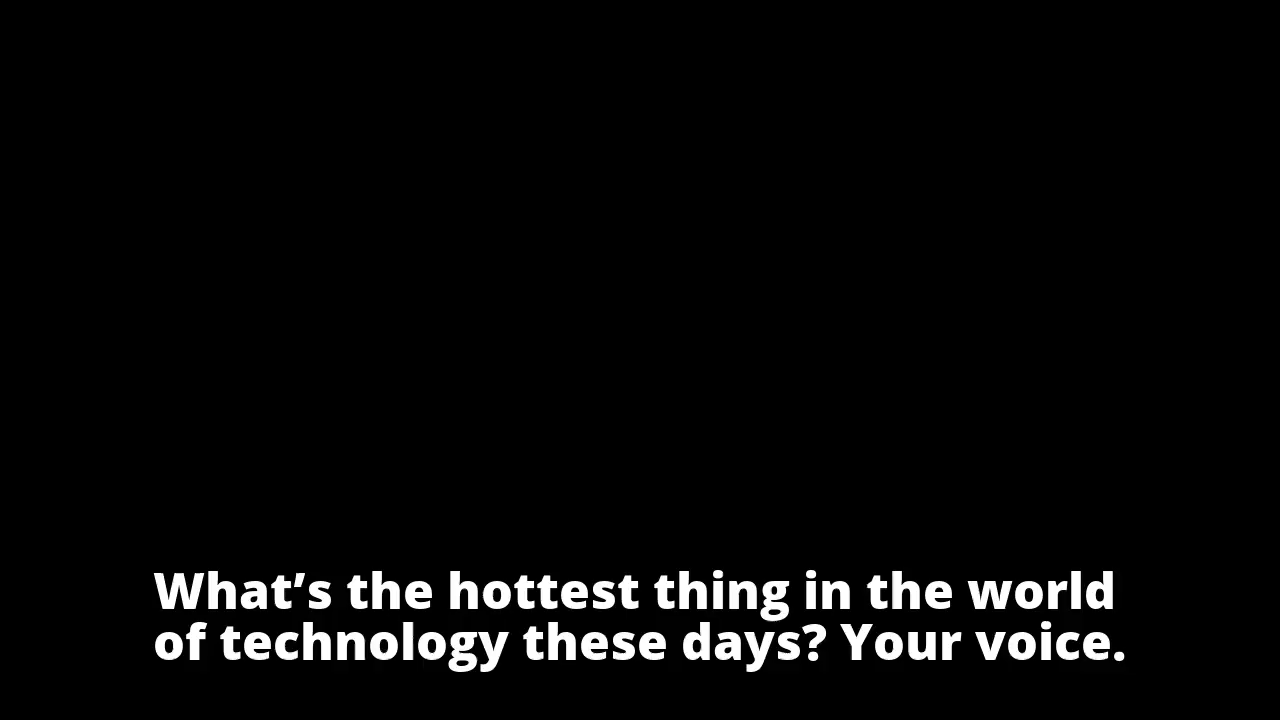 What’s the hottest thing in the world
of technology these days? Your voice.